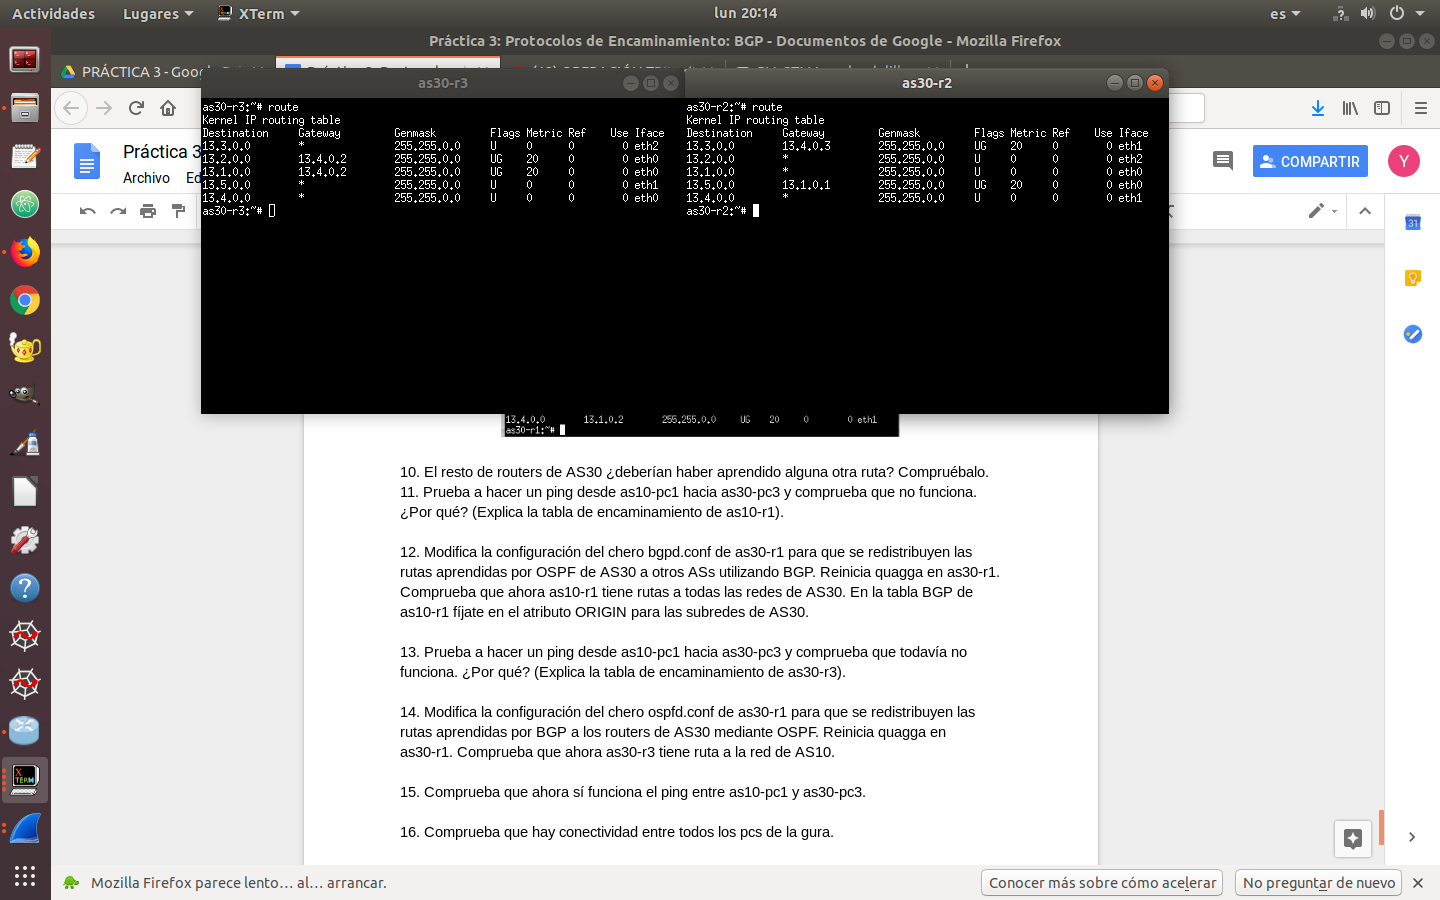 Actividades Lugares XTerm lun 20:14 es
Práctica 3: Protocolos de Encaminamiento: BGP - Documentos de Google - Mozilla Firefox
PRÁCTICA 3 - Goog
as30-r3
as30-r3:~# route
Kernel IP routing table
Destination Gateway Genmask Flags Metric Ref Use Iface
13.3.0.0 * 255.255.0.0 U 0 0 0 eth2
13.2.0.0 13.4.0.2 255.255.0.0 UG 20 0 0 eth0
13.1.0.0 13.4.0.2 255.255.0.0 UG 20 0 0 eth0
13.5.0.0 * 255.255.0.0 U 0 0 0 eth1
13.4.0.0 * 255.255.0.0 U 0 0 0 eth0
as30-r3:~#
as30-r2
as30-r2:~# route
Kernel IP routing table
Destination Gateway Genmask Flags Metric Ref Use Iface
13.3.0.0 13.4.0.3 255.255.0.0 UG 20 0 0 eth1
13.2.0.0 * 255.255.0.0 U 0 0 0 eth2
13.1.0.0 * 255.255.0.0 U 0 0 0 eth0
13.5.0.0 13.1.0.1 255.255.0.0 UG 20 0 0 eth0
13.4.0.0 * 255.255.0.0 U 0 0 0 eth1
as30-r2:~#
Práctica 3
Archivo Ed
COMPARTIR
Y
31
13.4.0.0 13.1.0.2 255.255.0.0 UG 20 0 0 eth1
as30-r1:~#
10. El resto de routers de AS30 ¿deberían haber aprendido alguna otra ruta? Compruébalo.
11. Prueba a hacer un ping desde as10-pc1 hacia as30-pc3 y comprueba que no funciona.
¿Por qué? (Explica la tabla de encaminamiento de as10-r1).
12. Modifica la configuración del chero bgpd.conf de as30-r1 para que se redistribuyen las
rutas aprendidas por OSPF de AS30 a otros ASs utilizando BGP. Reinicia quagga en as30-r1.
Comprueba que ahora as10-r1 tiene rutas a todas las redes de AS30. En la tabla BGP de
as10-r1 fíjate en el atributo ORIGIN para las subredes de AS30.
13. Prueba a hacer un ping desde as10-pc1 hacia as30-pc3 y comprueba que todavía no
funciona. ¿Por qué? (Explica la tabla de encaminamiento de as30-r3).
14. Modifica la configuración del chero ospfd.conf de as30-r1 para que se redistribuyen las
rutas aprendidas por BGP a los routers de AS30 mediante OSPF. Reinicia quagga en
as30-r1. Comprueba que ahora as30-r3 tiene ruta a la red de AS10.
15. Comprueba que ahora sí funciona el ping entre as10-pc1 y as30-pc3.
16. Comprueba que hay conectividad entre todos los pcs de la gura.
Mozilla Firefox parece lento… al… arrancar.
Conocer más sobre cómo acelerar
No preguntar de nuevo